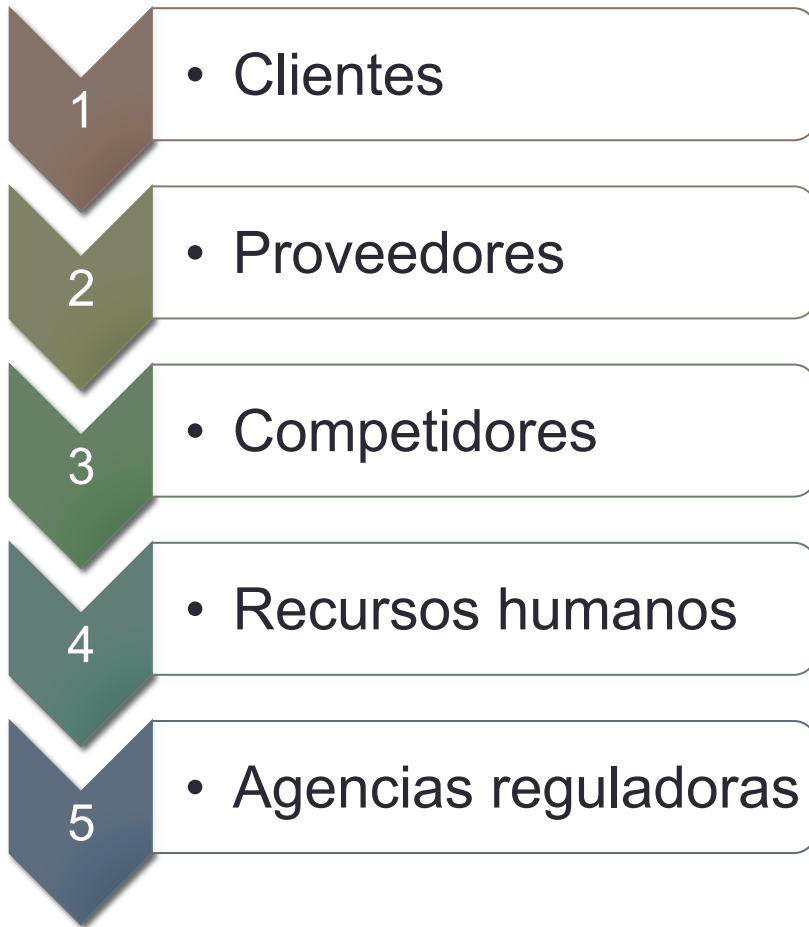 1
• Clientes
2
• Proveedores
3
• Competidores
4
• Recursos humanos
5
• Agencias reguladoras